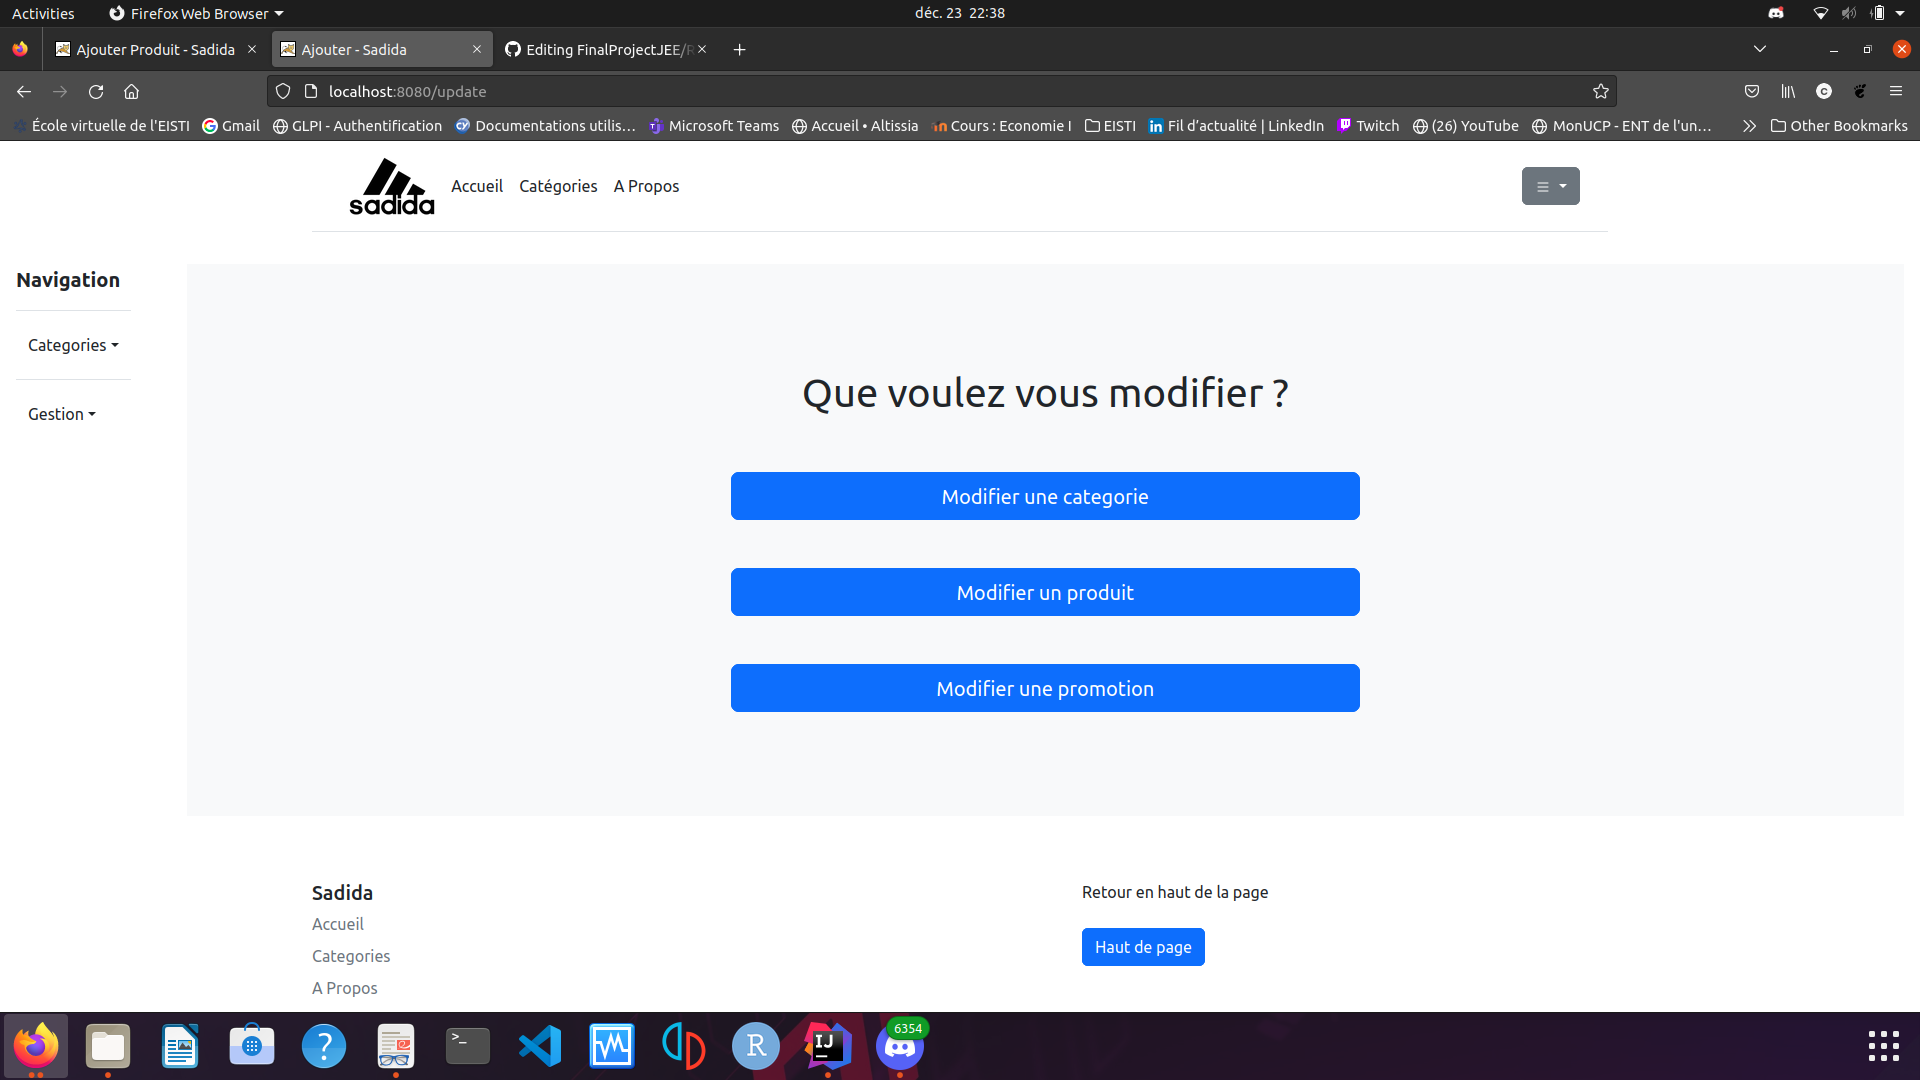 Activities
Firefox Web Browser
déc. 23 22:38
Ajouter Produit - Sadida
Ajouter - Sadida
Editing FinalProjectJEE/R
localhost:8080/update
École virtuelle de l'EISTI
Gmail
GLPI - Authentification
Documentations utilis…
Microsoft Teams
Accueil • Altissia
Cours : Economie I
EISTI
Fil d'actualité | LinkedIn
Twitch
(26) YouTube
MonUCP - ENT de l'un…
Other Bookmarks
sadida
Accueil
Catégories
A Propos
Navigation
Categories
Gestion
Que voulez vous modifier ?
Modifier une categorie
Modifier un produit
Modifier une promotion
Sadida
Accueil
Categories
A Propos
Retour en haut de la page
Haut de page
6354